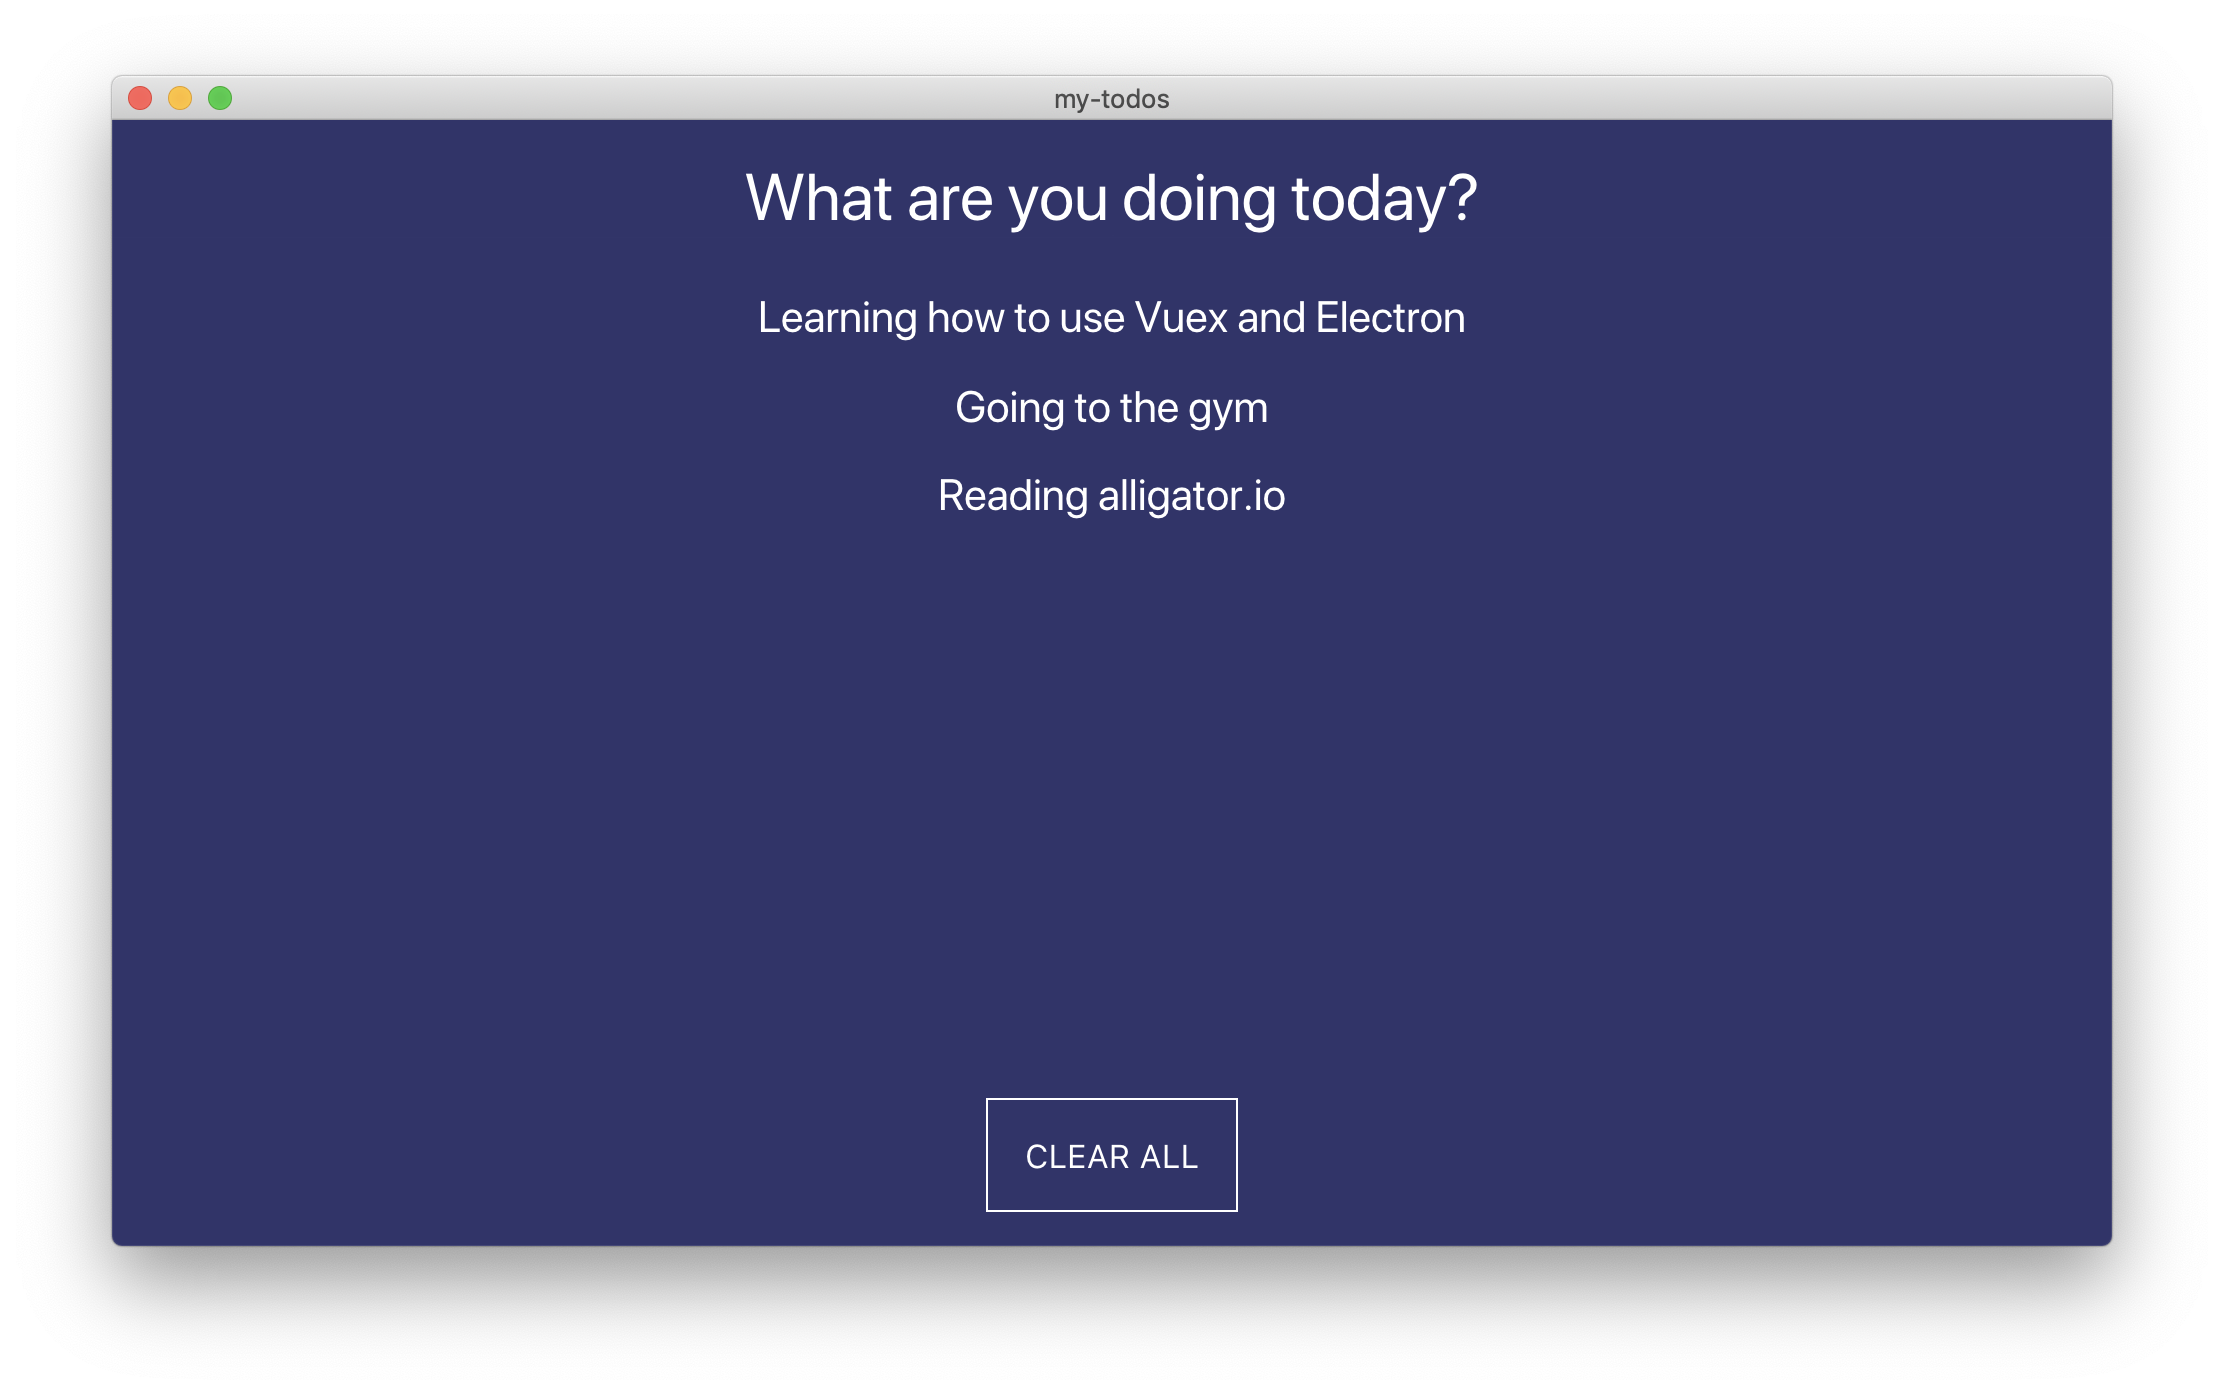 my-todos
What are you doing today?
Learning how to use Vuex and Electron
Going to the gym
Reading alligator.io
CLEAR ALL